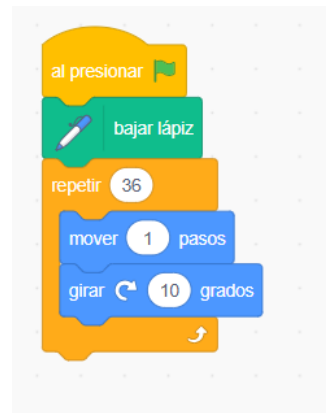 al presionar
bajar lápiz
repetir 36
mover 1 pasos
girar 10 grados